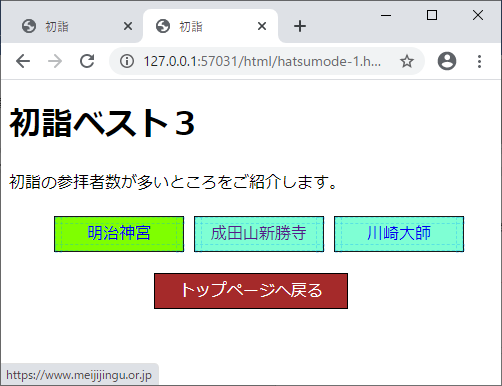 初詣
初詣
127.0.0.1:57031/html/hatsumode-1.h...
初詣ベスト３
初詣の参拝者数が多いところをご紹介します。
明治神宮 成田山新勝寺 川崎大師
トップページへ戻る
https://www.meijijingu.or.jp